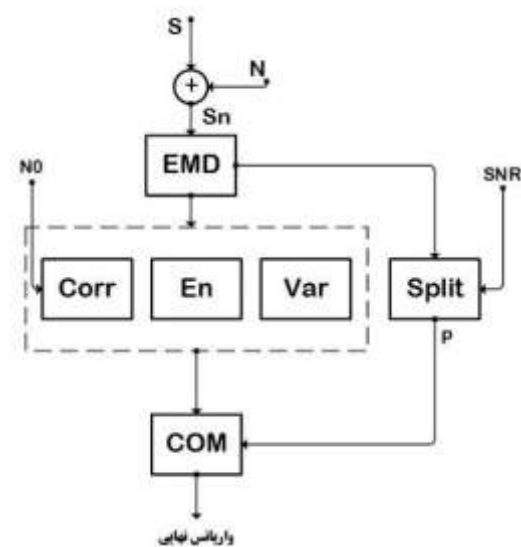 S
+
N
Sn
EMD
N0
SNR
Corr
En
Var
Split
P
COM
واریانس نهایی